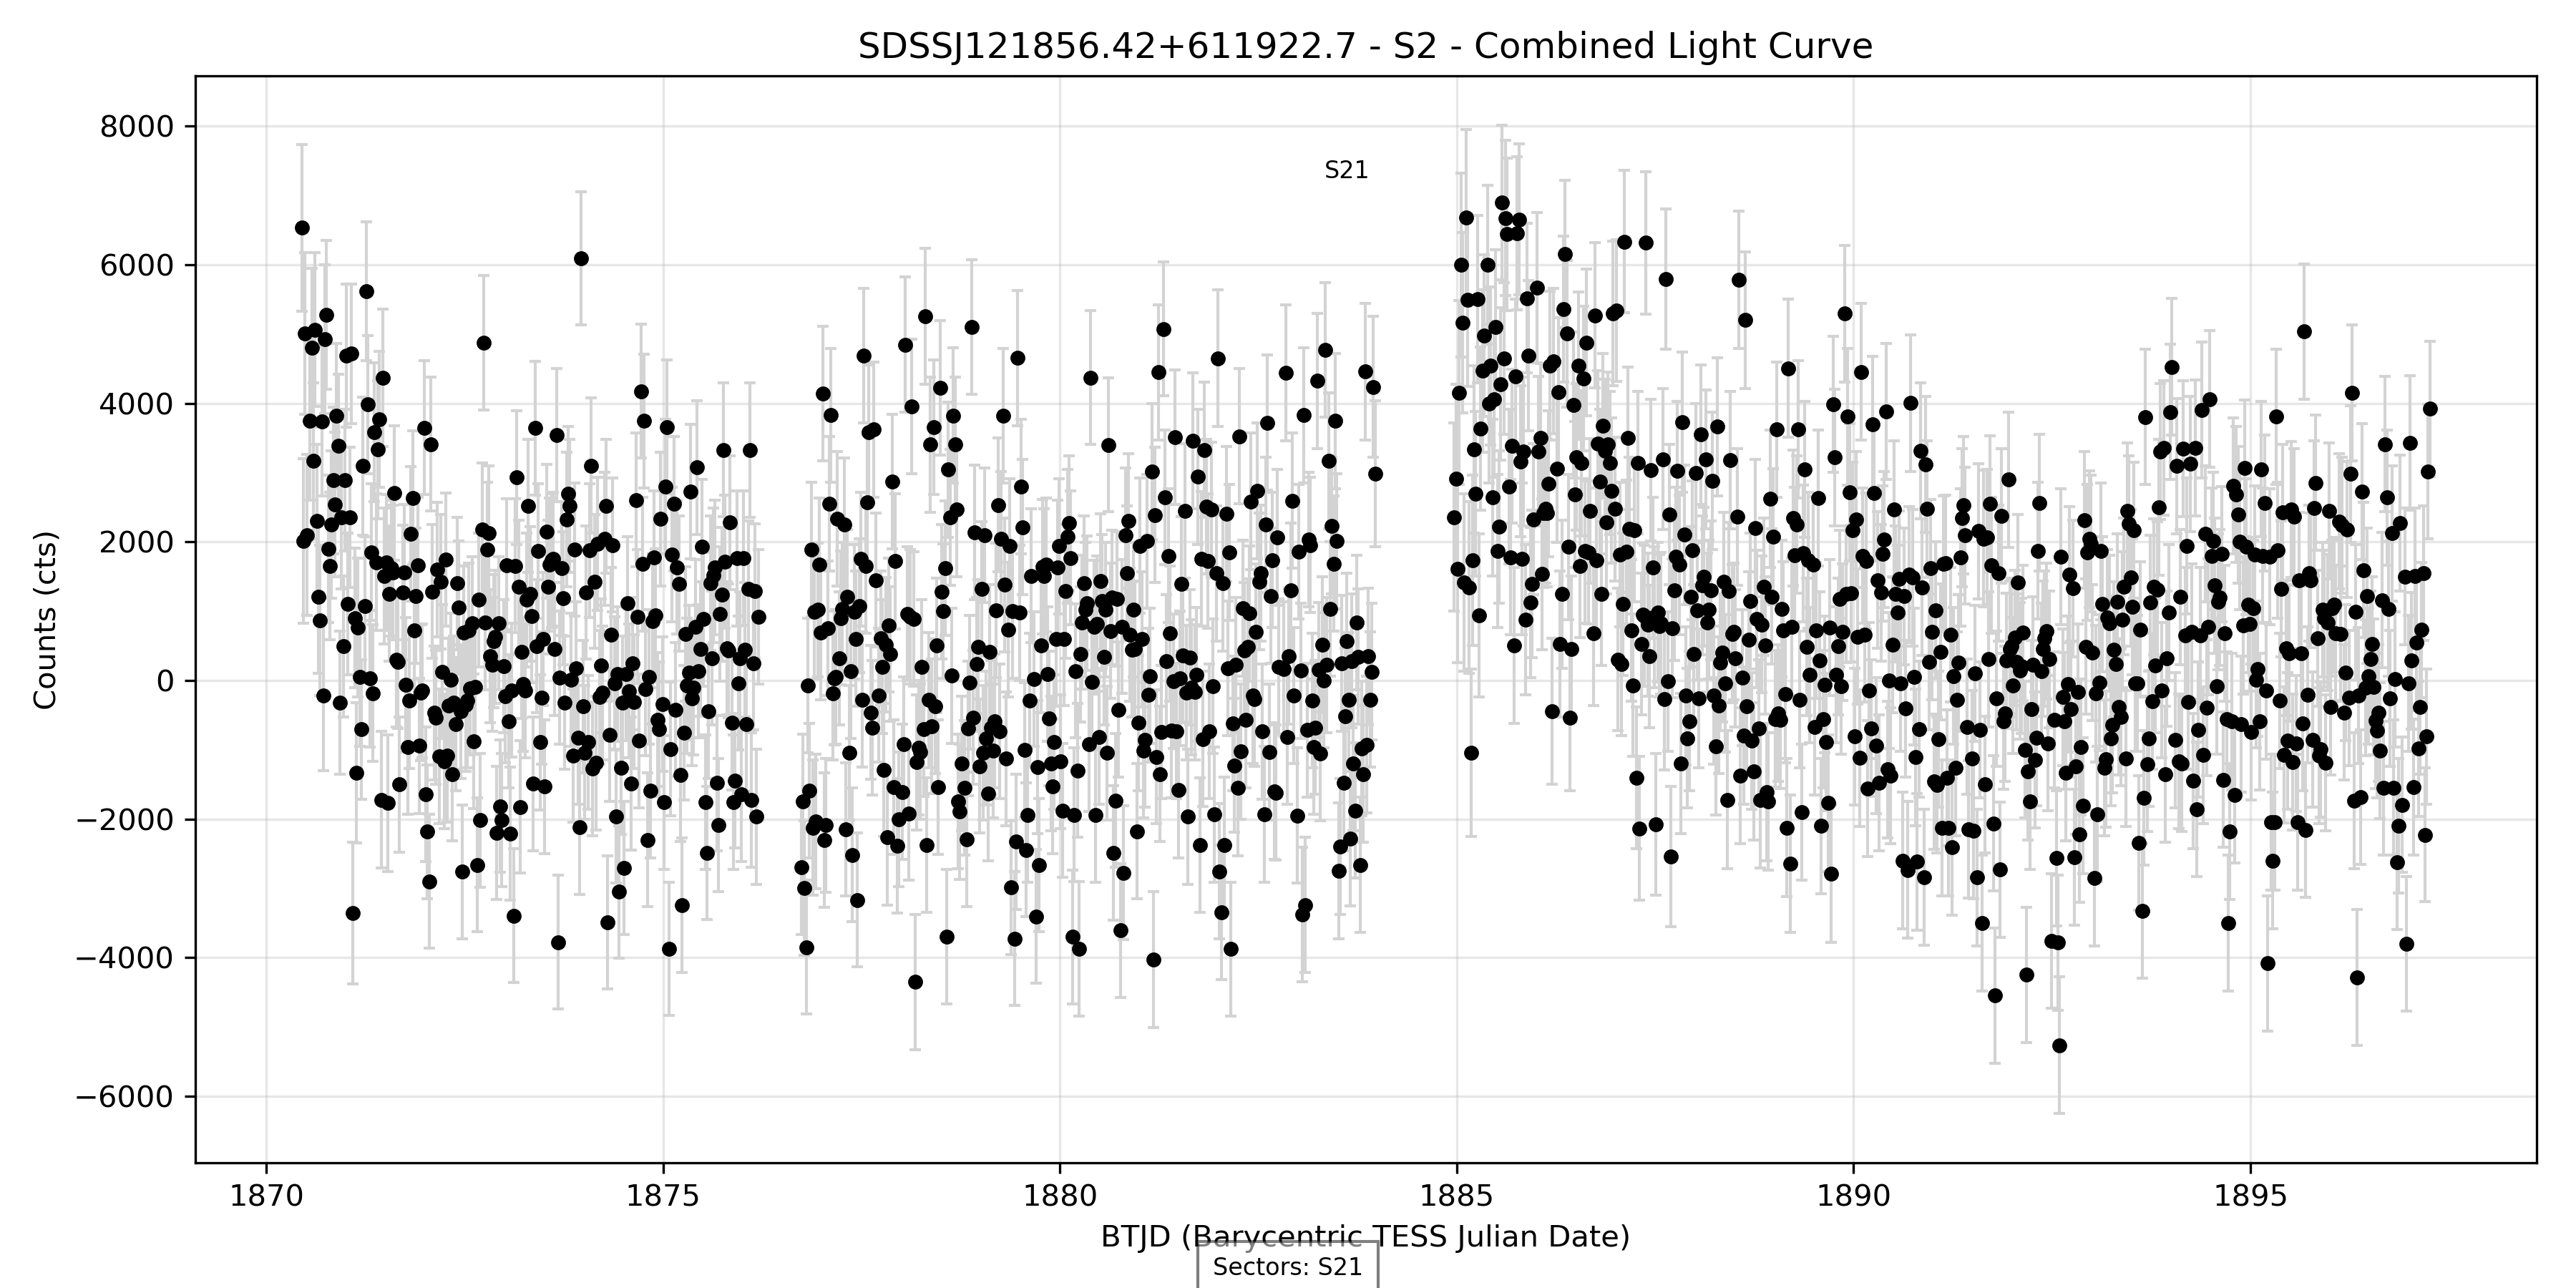 SDSSJ121856.42+611922.7 - S2 - Combined Light Curve
8000
6000
4000
2000
0
−2000
−4000
−6000
Counts (cts)
S21
1870
1875
1880
1885
1890
1895
BTJD (Barycentric TESS Julian Date)
Sectors: S21